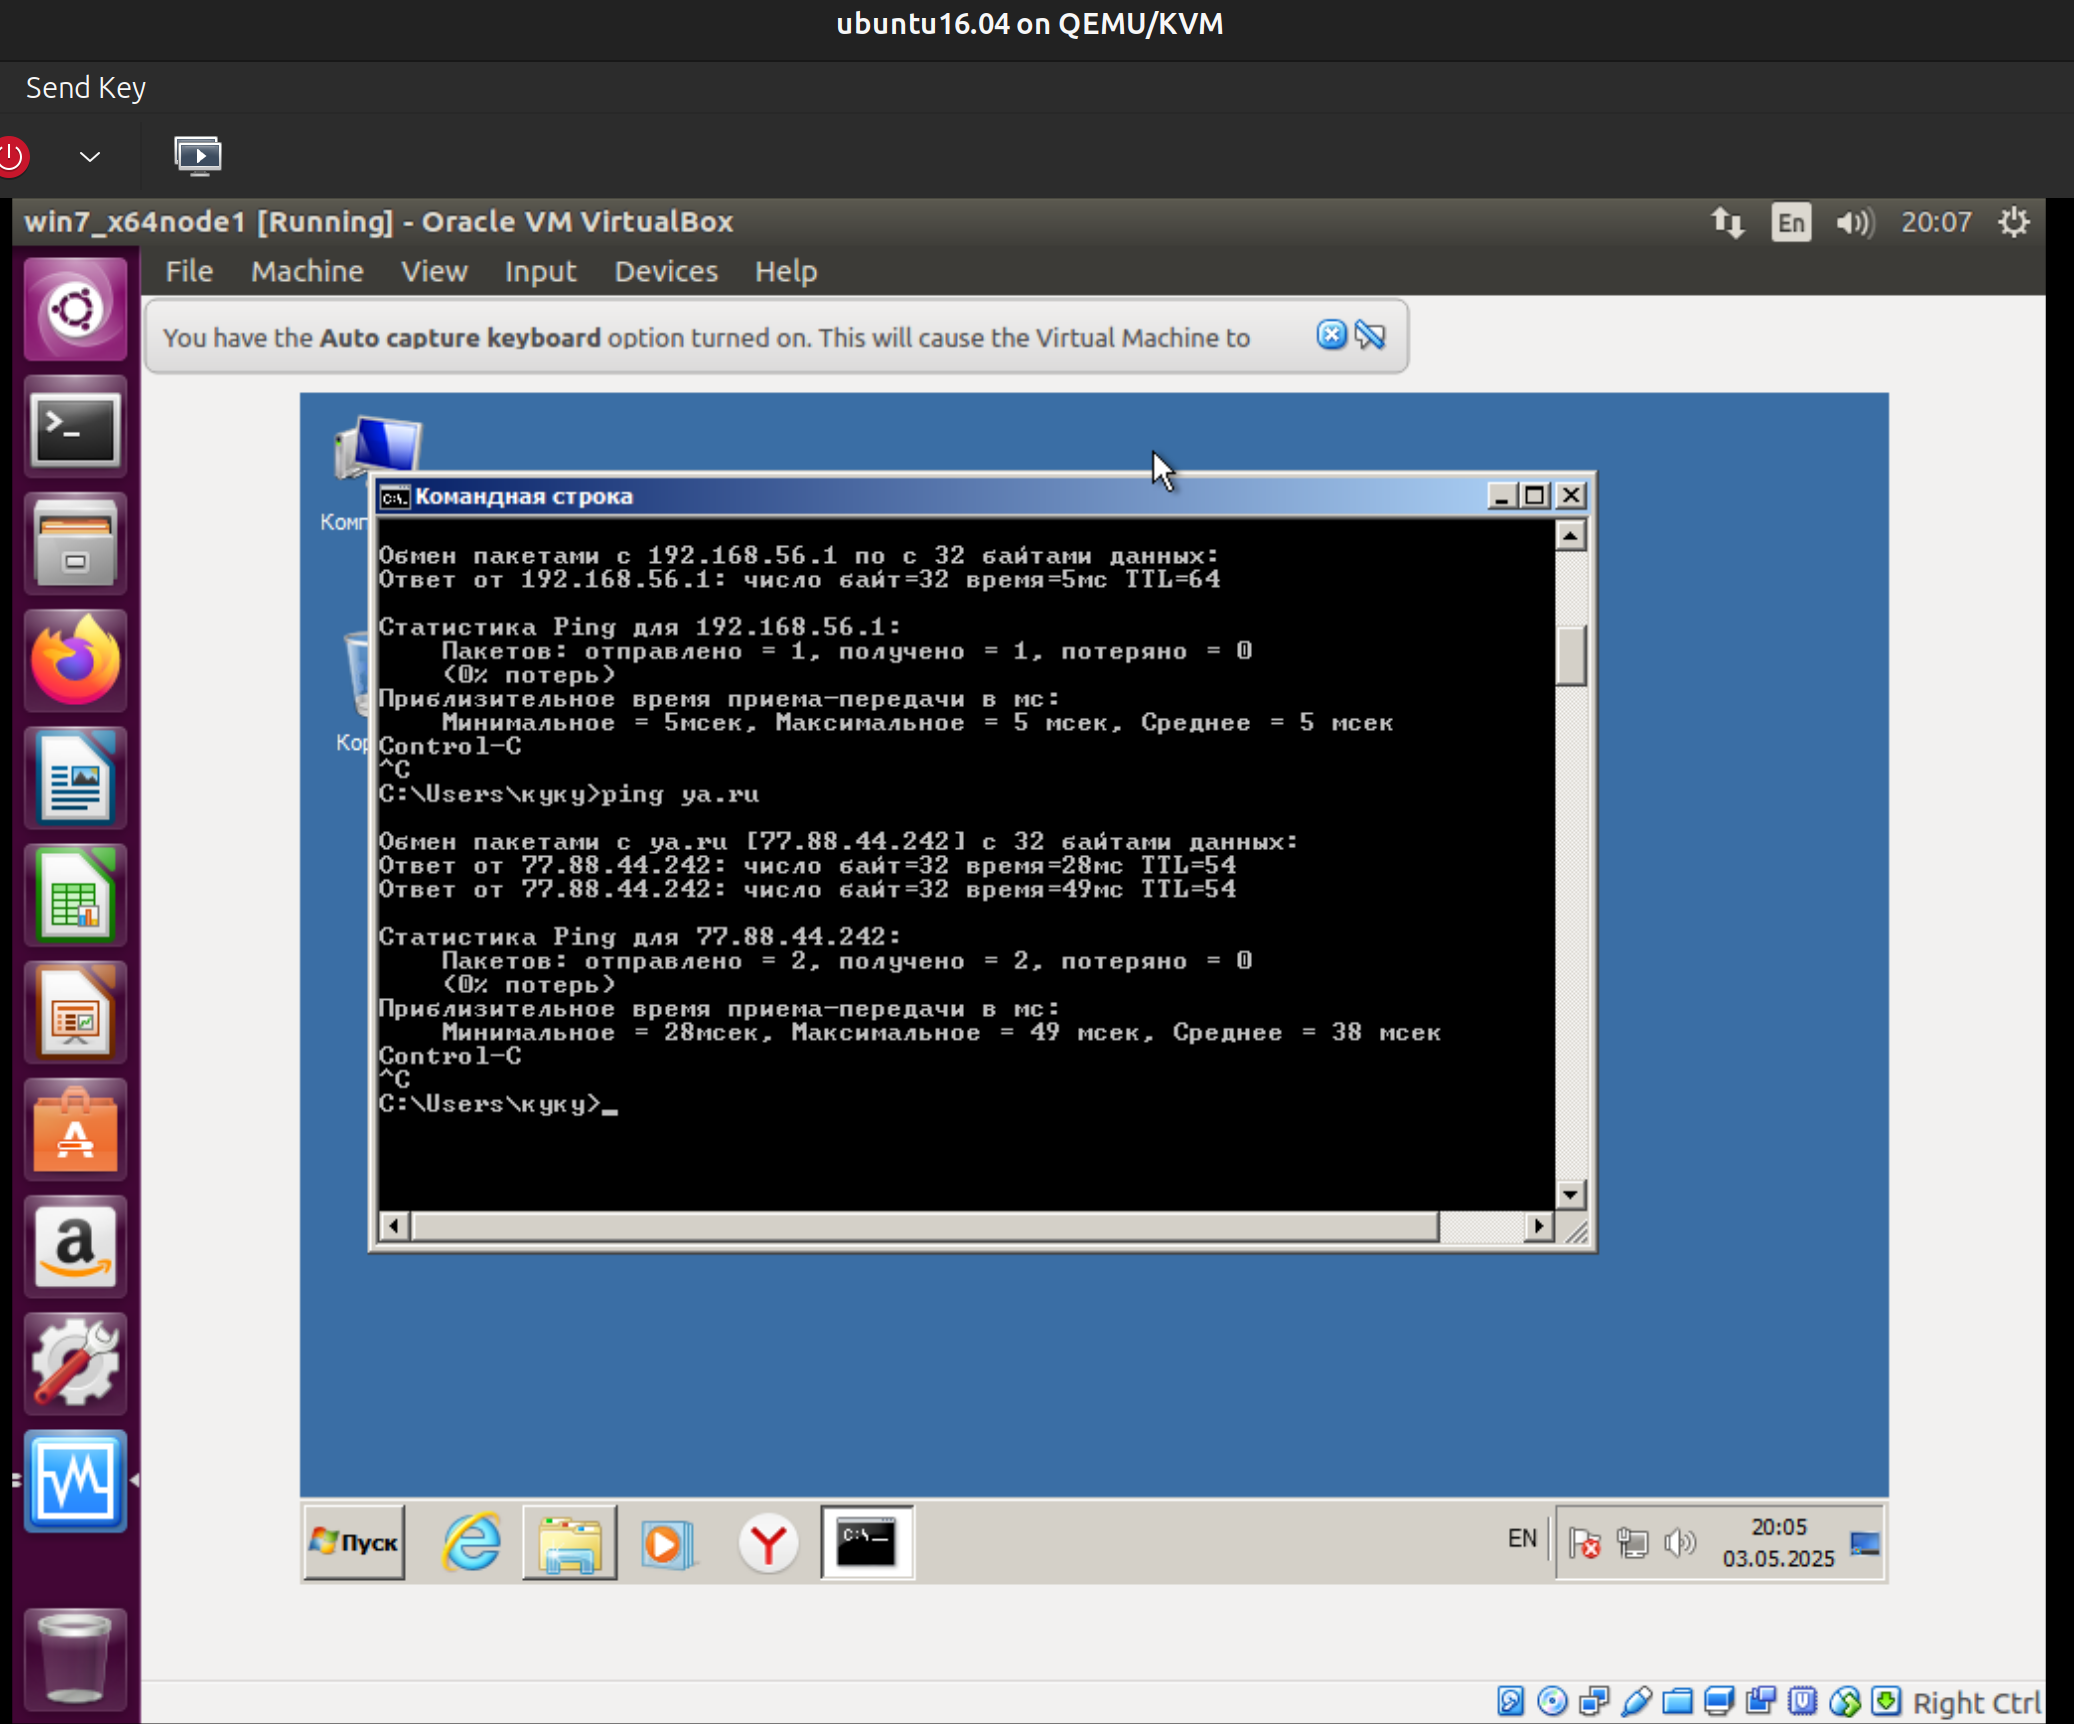 ubuntu16.04 on QEMU/KVM
Send Key
win7_x64node1 [Running] - Oracle VM VirtualBox
En
20:07
File Machine View Input Devices Help
You have the Auto capture keyboard option turned on. This will cause the Virtual Machine to
Комп
Командная строка
Обмен пакетами с 192.168.56.1 по с 32 байтами данных:
Ответ от 192.168.56.1: число байт=32 время=5мс TTL=64
Статистика Ping для 192.168.56.1:
Пакетов: отправлено = 1, получено = 1, потеряно = 0
(0% потерь)
Приблизительное время приема-передачи в мс:
Минимальное = 5мсек, Максимальное = 5 мсек, Среднее = 5 мсек
Кор
Control-C
^C
C:\Users\куку>ping ya.ru
Обмен пакетами с ya.ru [77.88.44.242] с 32 байтами данных:
Ответ от 77.88.44.242: число байт=32 время=28мс TTL=54
Ответ от 77.88.44.242: число байт=32 время=49мс TTL=54
Статистика Ping для 77.88.44.242:
Пакетов: отправлено = 2, получено = 2, потеряно = 0
(0% потерь)
Приблизительное время приема-передачи в мс:
Минимальное = 28мсек, Максимальное = 49 мсек, Среднее = 38 мсек
Control-C
^C
C:\Users\куку>_
Пуск
EN
20:05
03.05.2025
Right Ctrl